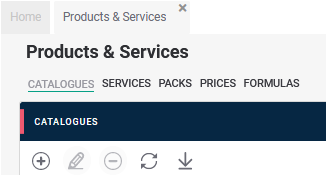 Home Products & Services
Products & Services
CATALOGUES SERVICES PACKS PRICES FORMULAS
CATALOGUES